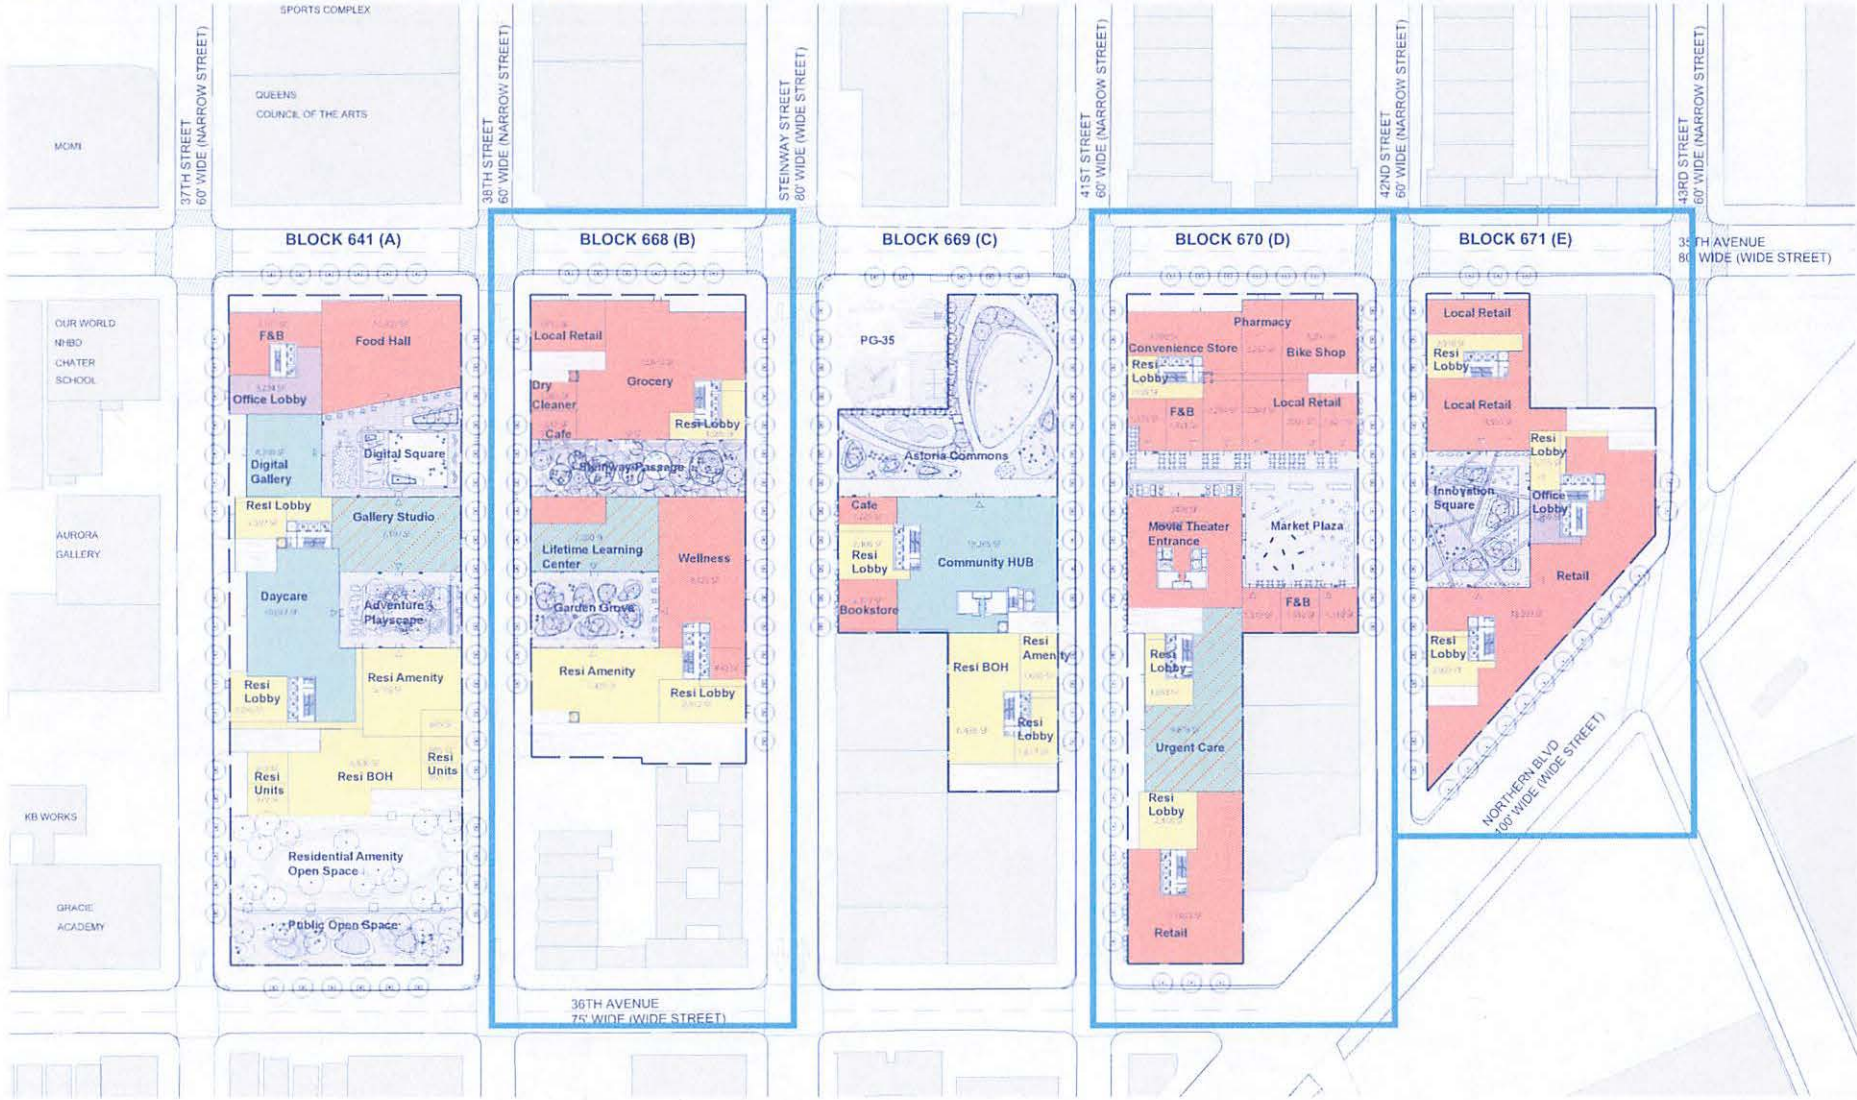 SPORTS COMPLEX
QUEENS
COUNCIL OF THE ARTS
MOMI
37TH STREET
60' WIDE (NARROW STREET)
38TH STREET
60' WIDE (NARROW STREET)
STEINWAY STREET
80' WIDE (WIDE STREET)
41ST STREET
60' WIDE (NARROW STREET)
42ND STREET
60' WIDE (NARROW STREET)
43RD STREET
60' WIDE (NARROW STREET)
BLOCK 641 (A)
BLOCK 668 (B)
BLOCK 669 (C)
BLOCK 670 (D)
BLOCK 671 (E)
35TH AVENUE
80' WIDE (WIDE STREET)
OUR WORLD
NHBD
CHATER
SCHOOL
AURORA
GALLERY
KB WORKS
GRACIE
ACADEMY
F&B
Food Hall
Office Lobby
Digital Square
Digital
Gallery
Resi Lobby
Gallery Studio
Daycare
Adventure
Playscape
Resi Amenity
Resi
Lobby
Resi
Units
Resi BOH
Resi
Units
Residential Amenity
Open Space
Public Open Space
Local Retail
Grocery
Dry
Cleaner
Cafe
Resi Lobby
Steinway Passage
Lifetime Learning
Center
Wellness
Garden Grove
Resi Amenity
Resi Lobby
36TH AVENUE
75' WIDE (WIDE STREET)
PG-35
Astoria Commons
Cafe
Resi
Lobby
Community HUB
Bookstore
Resi BOH
Resi
Amenity
Resi
Lobby
Pharmacy
Convenience Store
Bike Shop
Resi
Lobby
F&B
Local Retail
Movie Theater
Entrance
Market Plaza
F&B
Resi
Lobby
Urgent Care
Resi
Lobby
Retail
Local Retail
Resi
Lobby
Local Retail
Resi
Lobby
Innovation
Square
Office
Lobby
Retail
Resi
Lobby
NORTHERN BLVD
100' WIDE (WIDE STREET)